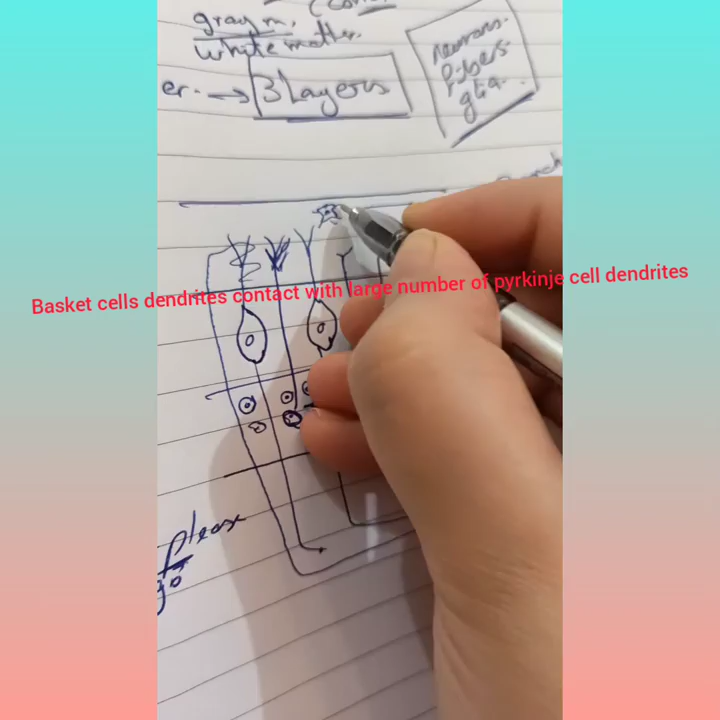 gray m.
white matter.
er. → 3 Layers
neurons.
fibers.
glia.
Basket cells dendrites contact with large number of pyrkinje cell dendrites
please